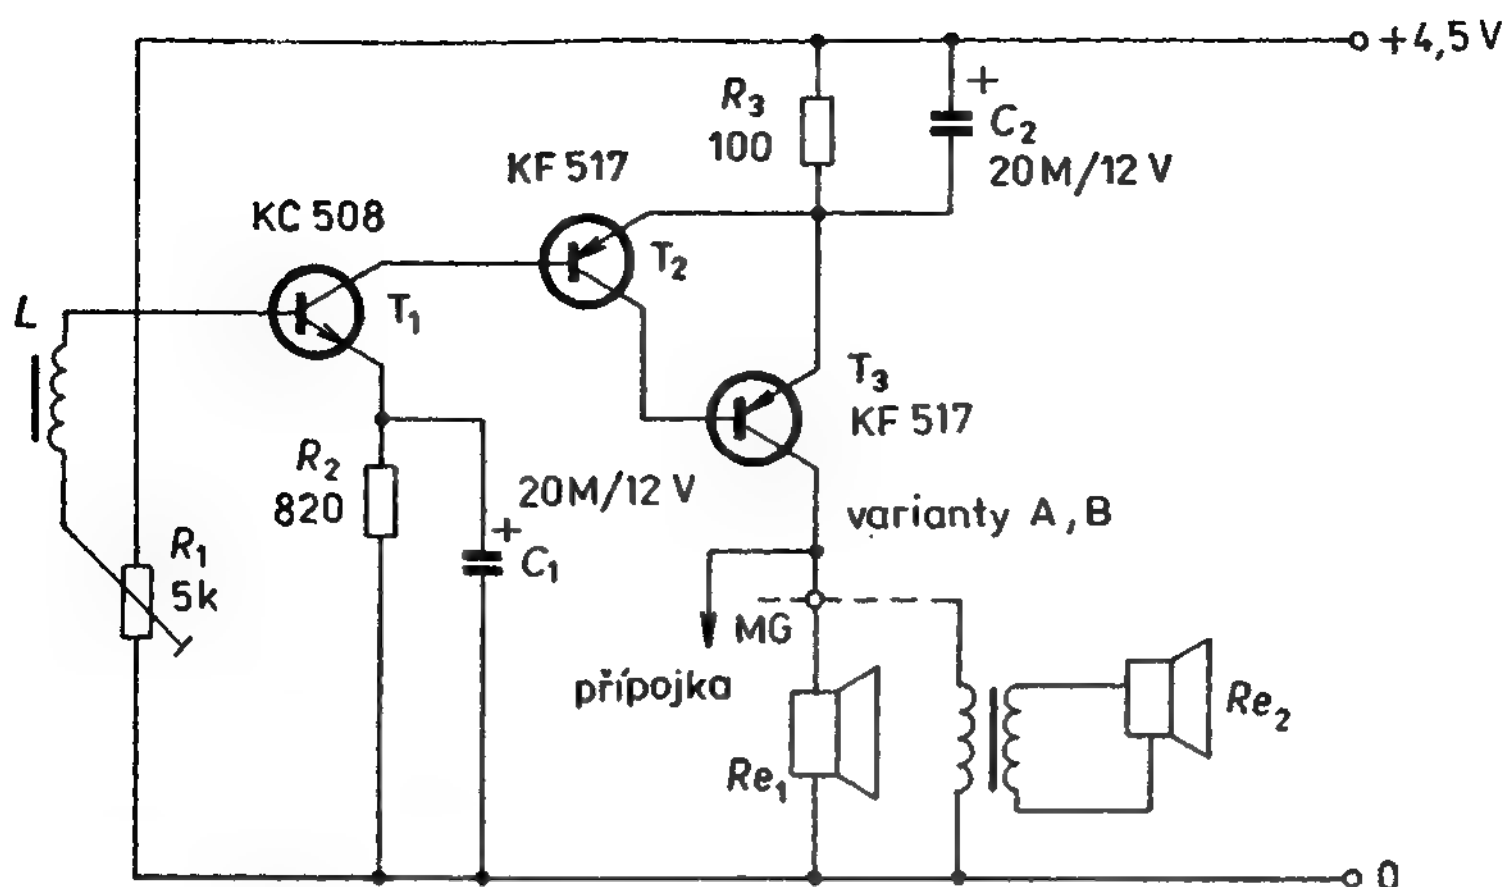 +4,5 V
R3
100
+
C2
20M/12 V
KF 517
KC 508
T2
L
T1
T3
KF 517
R2
820
20M/12 V
+
C1
varianty A, B
R1
5k
MG
přípojka
Re1
Re2
0